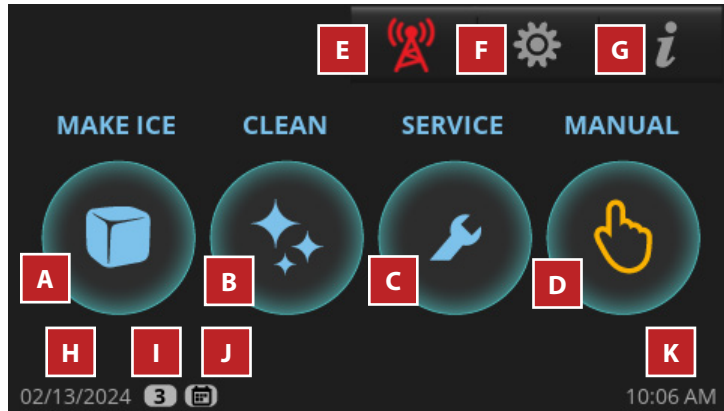 E F G i
MAKE ICE CLEAN SERVICE MANUAL
A B C D
H I J K
02/13/2024 3 10:06 AM